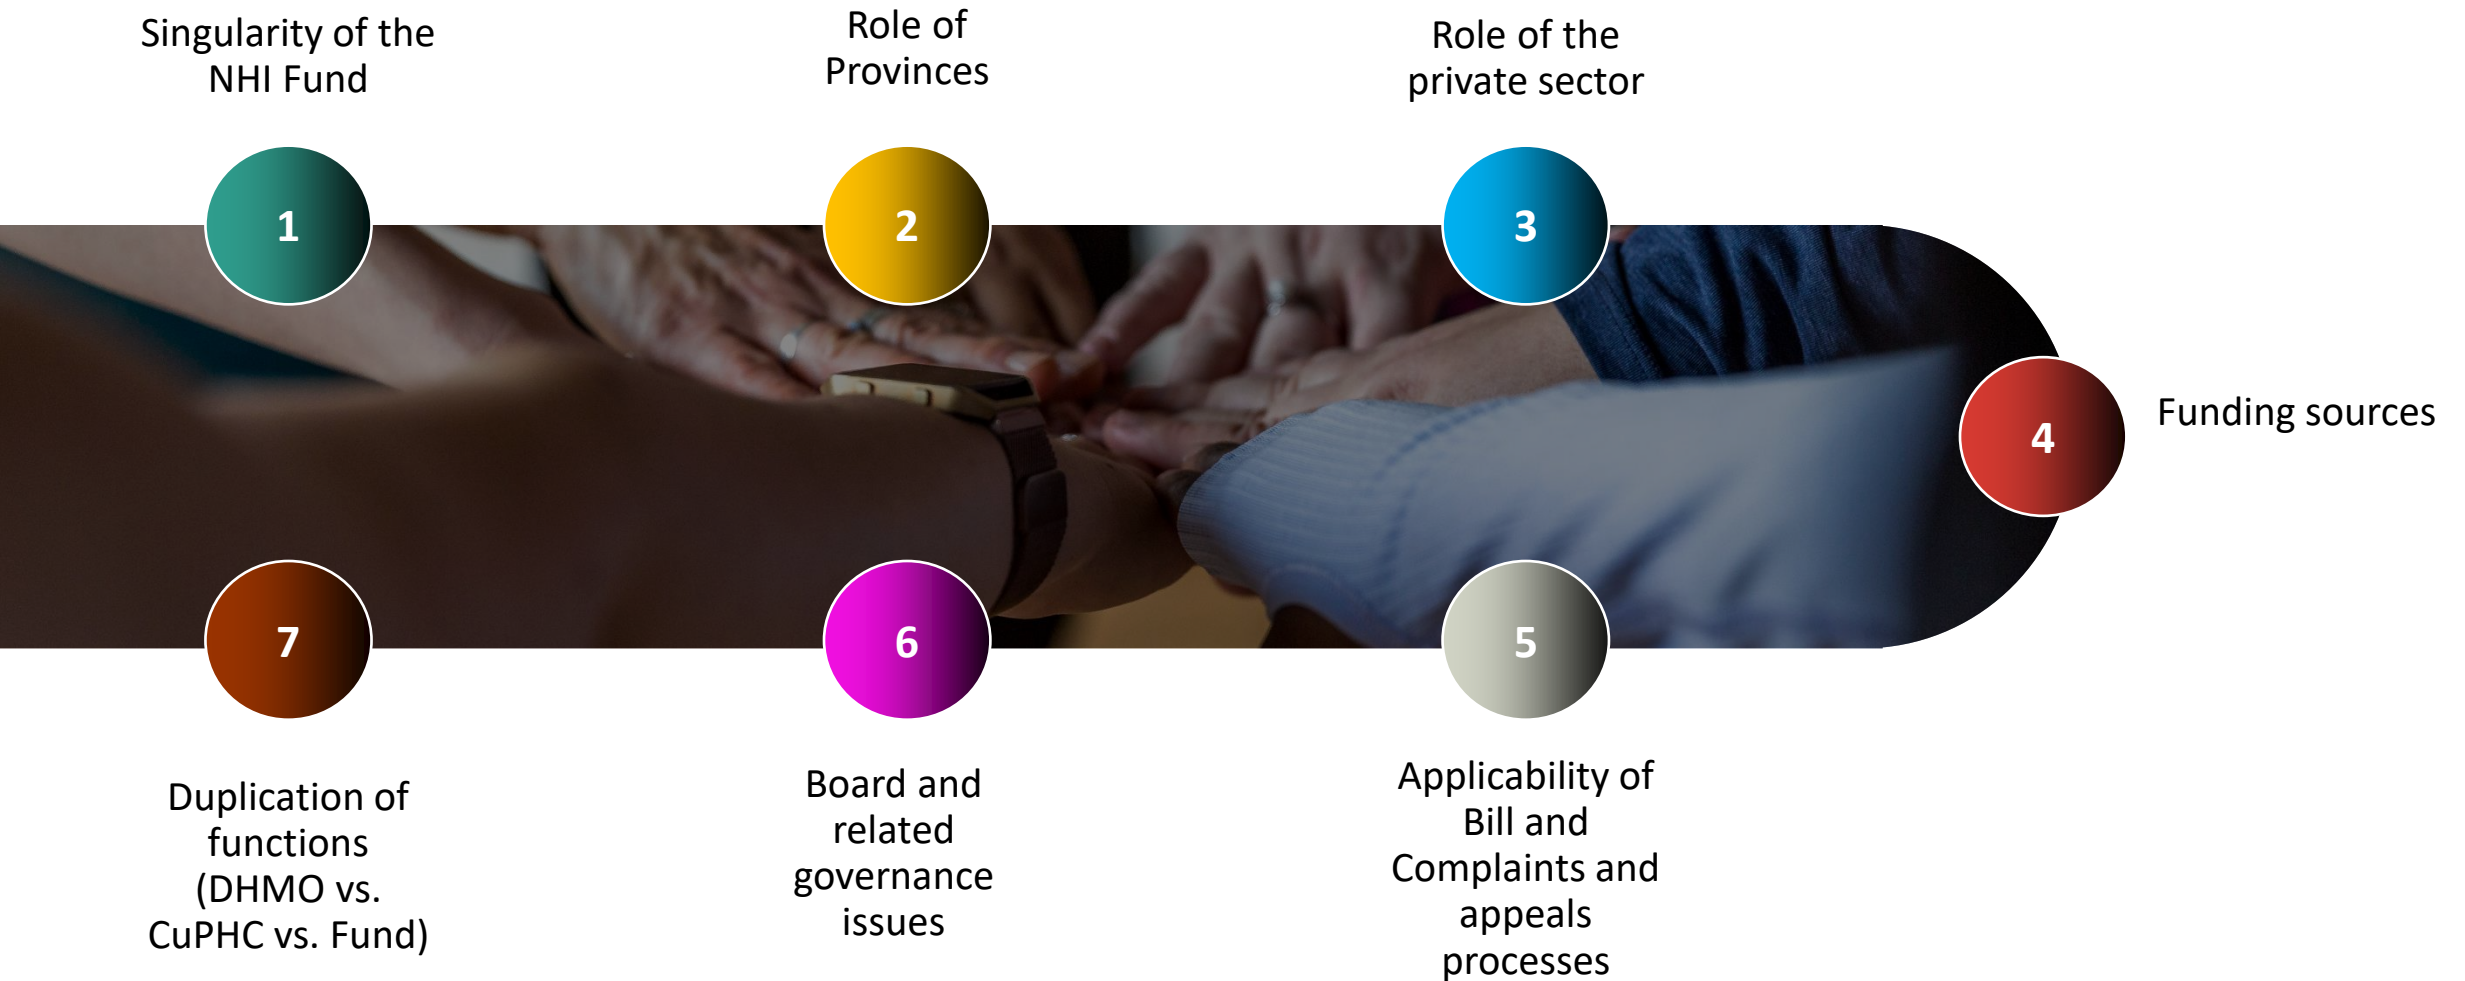 Singularity of the
NHI Fund
1
Role of
Provinces
2
Role of the
private sector
3
4
Funding sources
5
Applicability of
Bill and
Complaints and
appeals
processes
6
Board and
related
governance
issues
7
Duplication of
functions
(DHMO vs.
CuPHC vs. Fund)